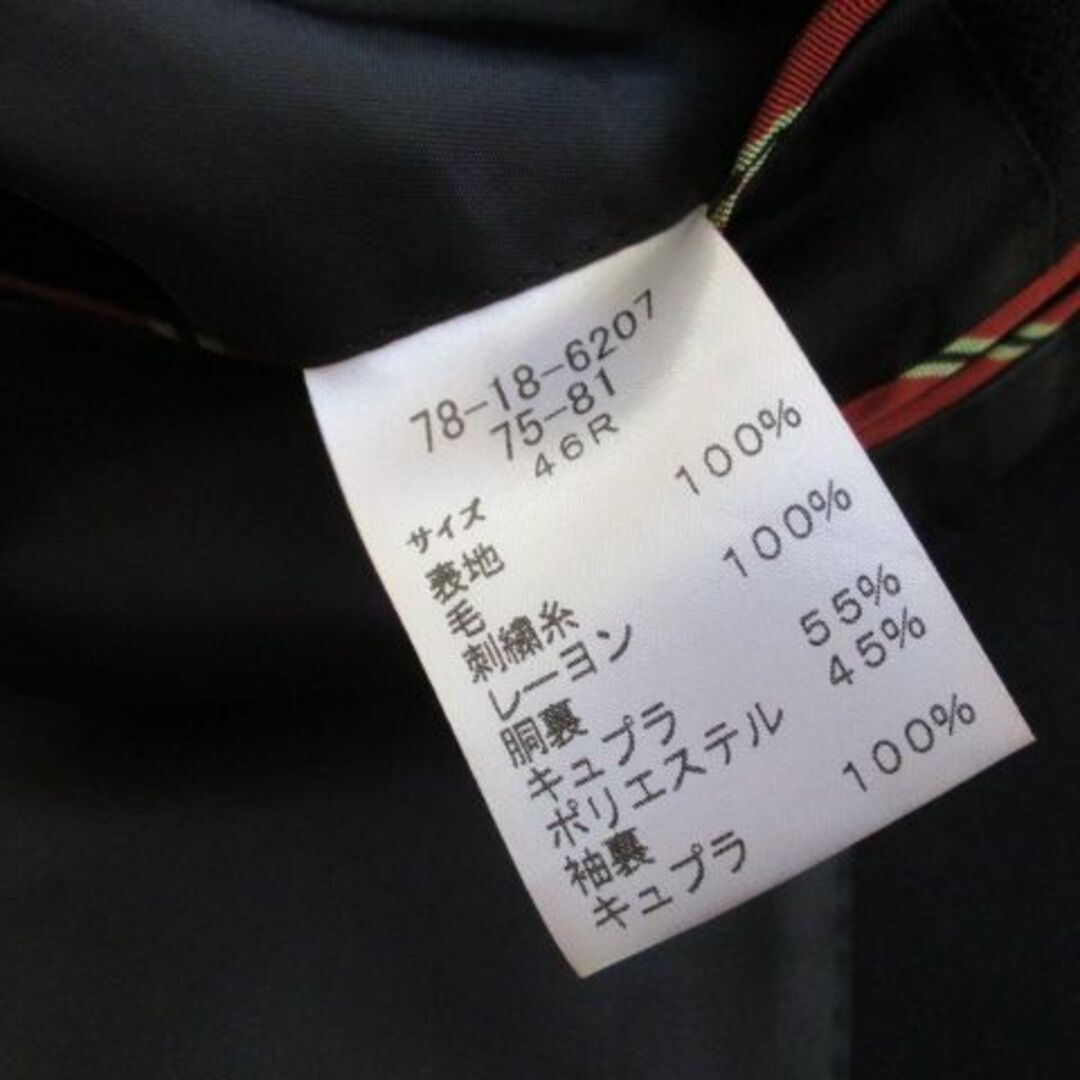 78-18-6207
75-81
サイズ 46R
表地
毛 100%
刺繍糸
レーヨン 100%
胴裏
キュプラ 55%
ポリエステル 45%
袖裏
キュプラ 100%